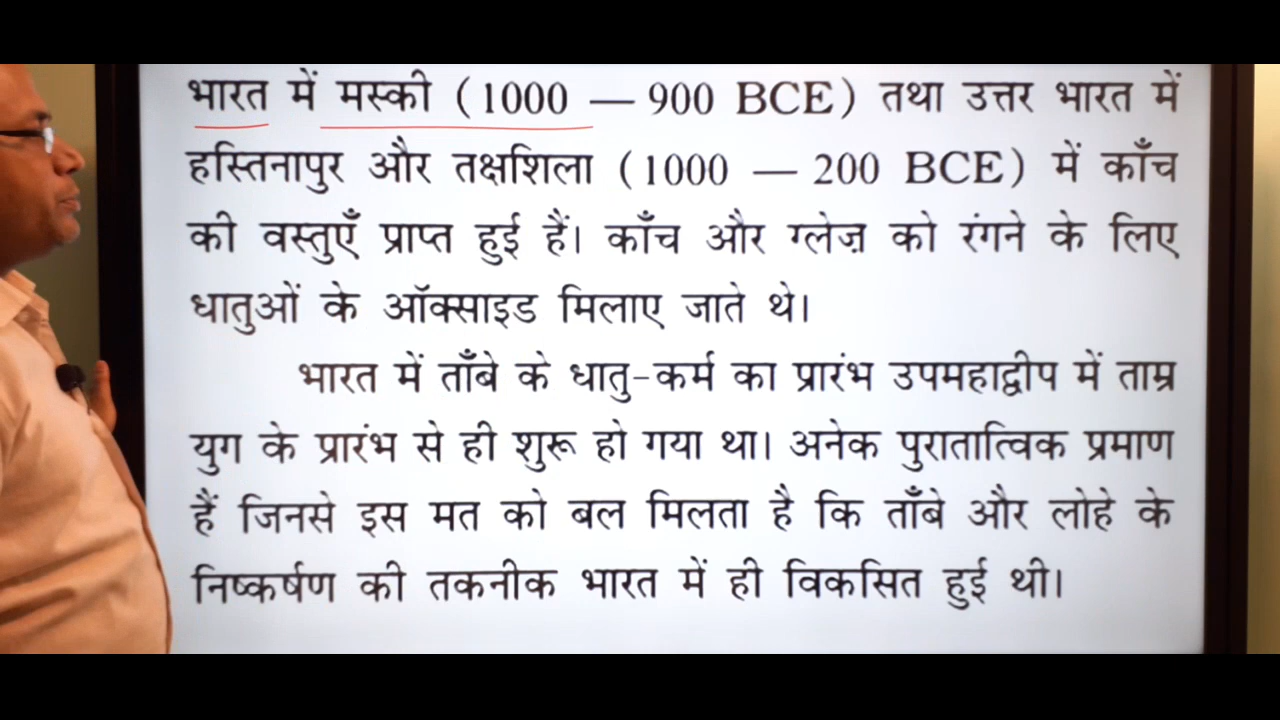 भारत में मस्की (1000 — 900 BCE) तथा उत्तर भारत में
हस्तिनापुर और तक्षशिला (1000 — 200 BCE) में काँच
की वस्तुएँ प्राप्त हुई हैं। काँच और ग्लेज़ को रंगने के लिए
धातुओं के ऑक्साइड मिलाए जाते थे।
भारत में ताँबे के धातु-कर्म का प्रारंभ उपमहाद्वीप में ताम्र
युग के प्रारंभ से ही शुरू हो गया था। अनेक पुरातात्विक प्रमाण
हैं जिनसे इस मत को बल मिलता है कि ताँबे और लोहे के
निष्कर्षण की तकनीक भारत में ही विकसित हुई थी।